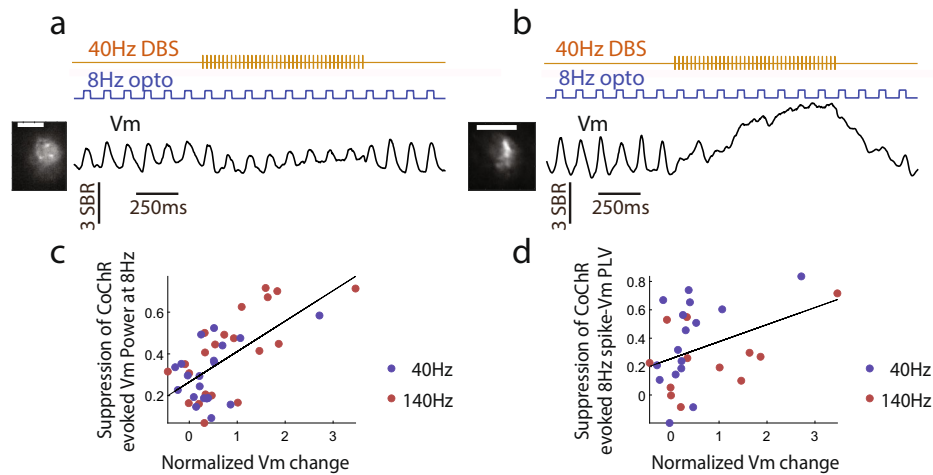 a
40Hz DBS
8Hz opto
Vm
3 SBR
250ms
b
40Hz DBS
8Hz opto
Vm
3 SBR
250ms
c
Suppression of CoChR
evoked Vm Power at 8Hz
0.6
0.4
0.2
0 1 2 3
Normalized Vm change
40Hz
140Hz
d
Suppression of CoChR
evoked 8Hz spike-Vm PLV
0.8
0.6
0.4
0.2
0
0 1 2 3
Normalized Vm change
40Hz
140Hz